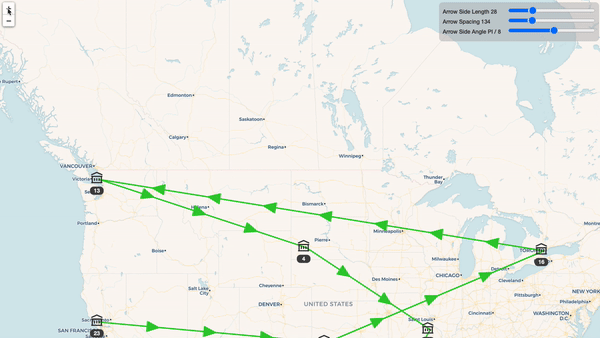 +
−
Arrow Side Length 28
Arrow Spacing 134
Arrow Side Angle PI / 8
Edmonton
Saskatoon
Calgary
Regina
Winnipeg
VANCOUVER
Victoria
13
Thunder
Bay
Helena
Bismarck
Portland
Minneapolis
Pierre
4
Boise
TORONTO
16
Milwaukee
Detroit
CHICAGO
Cleveland
Salt Lake
City
Cheyenne
Des Moines
NEW YORK
Pittsburgh
Philadelphia
DENVER
UNITED STATES
Cincinnati
WASHINGTON
D.C.
Saint Louis
SAN FRANCISCO
23